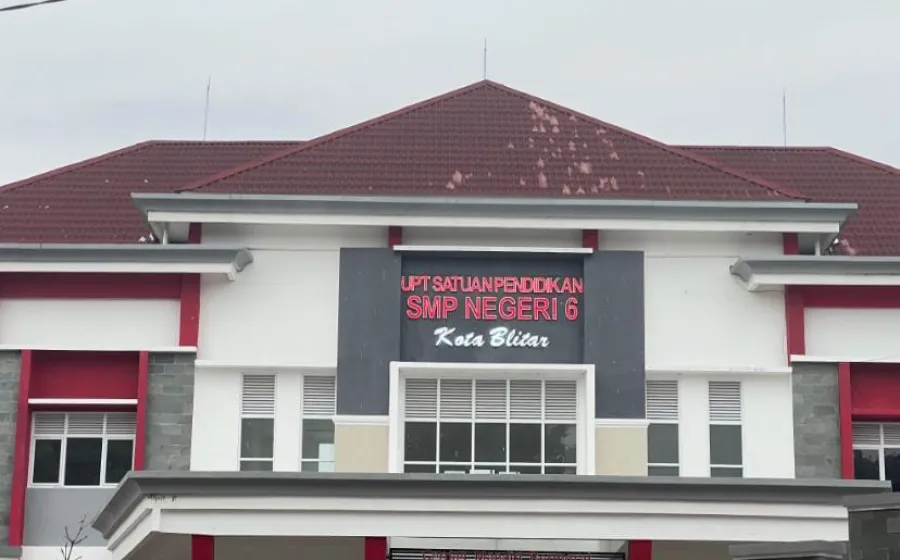 UPT SATUAN PENDIDIKAN
SMP NEGERI 6
Kota Blitar